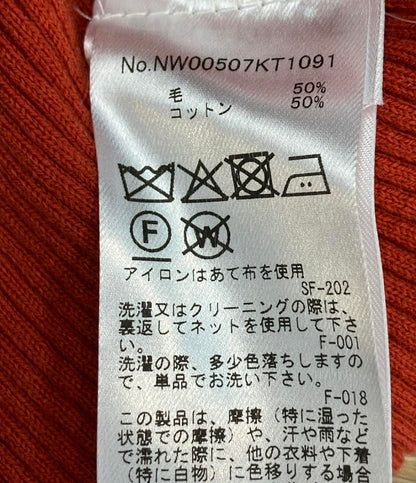 No.NW00507KT1091
毛 50%
コットン 50%
F W
アイロンはあて布を使用
SF-202
洗濯又はクリーニングの際は、
裏返してネットを使用して下さ
い。 F-001
洗濯の際、多少色落ちしますの
で、単品でお洗い下さい。
F-018
この製品は、摩擦（特に湿った
状態での摩擦）や、汗や雨など
で濡れた際に、他の衣料や下着
（特に白物）に色移りする場合